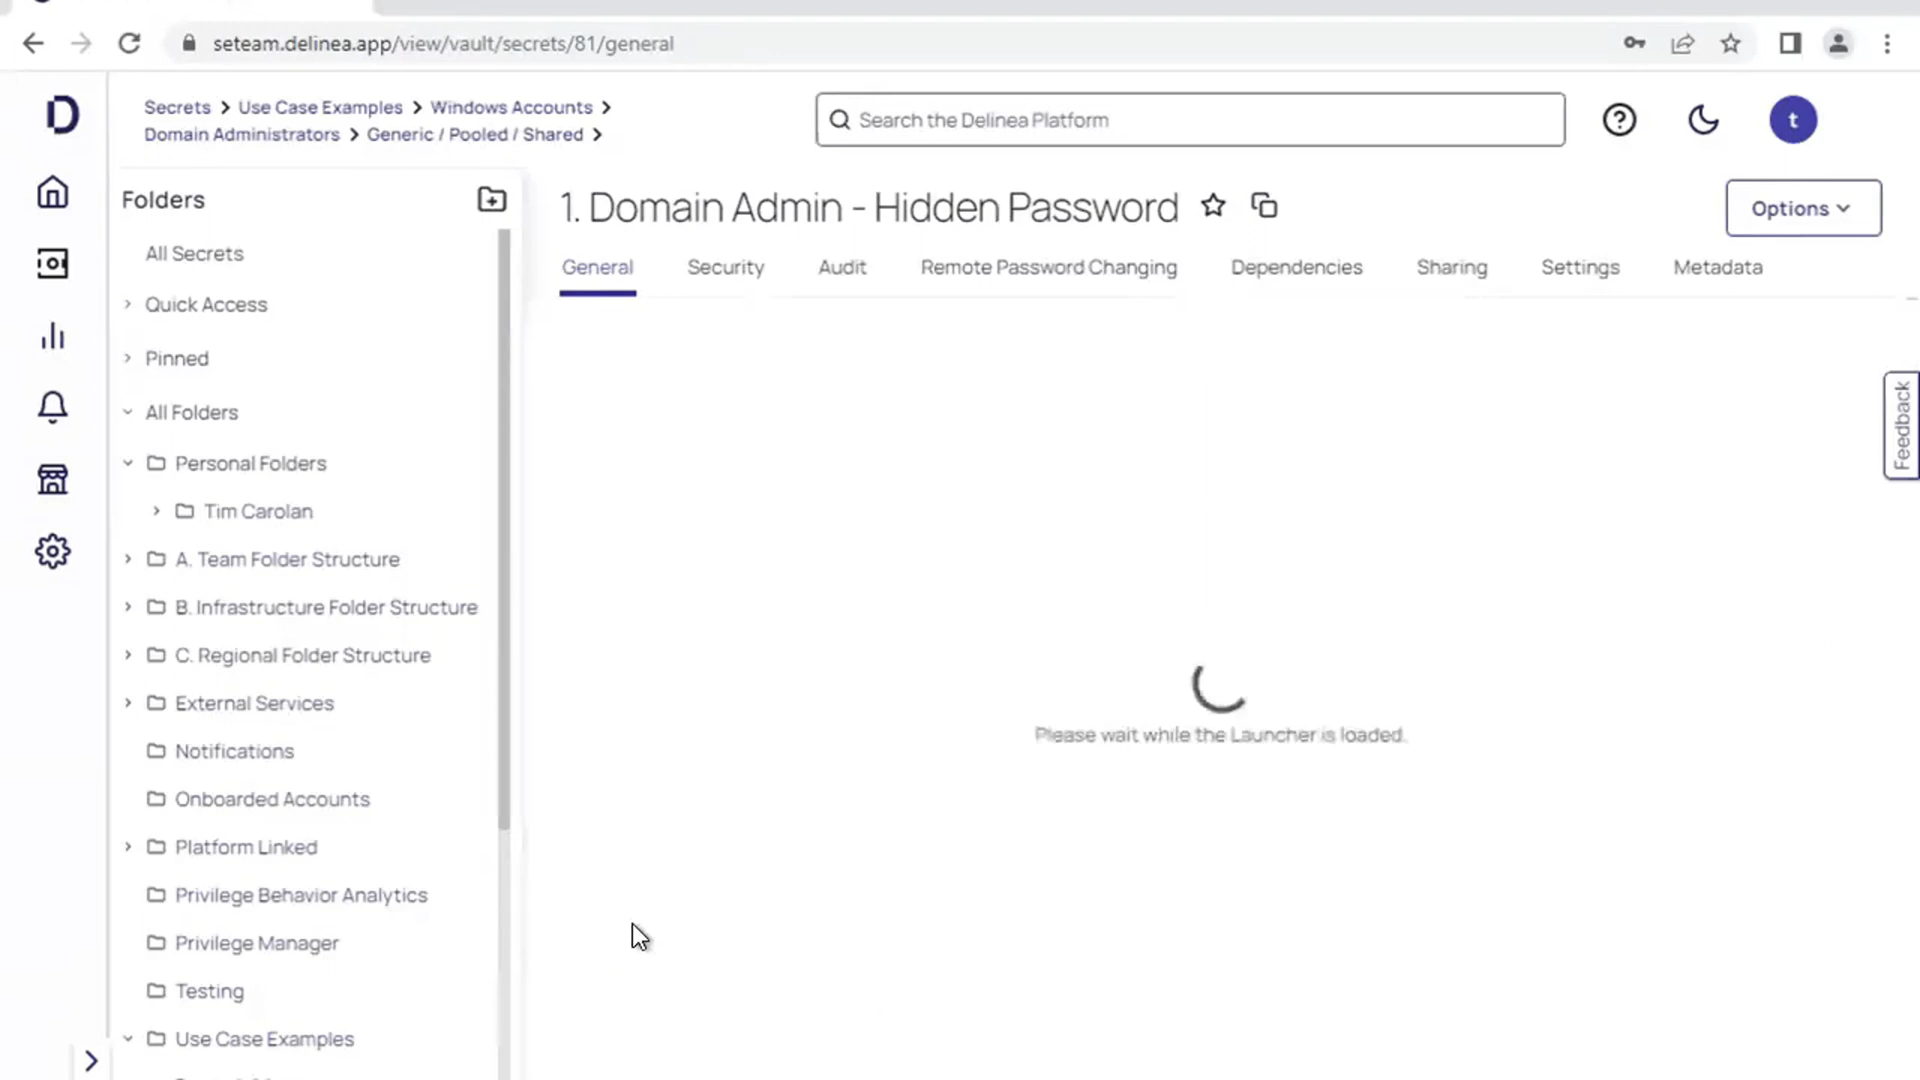 seteam.delinea.app/view/vault/secrets/81/general
Secrets > Use Case Examples > Windows Accounts >
Domain Administrators > Generic / Pooled / Shared >
Search the Delinea Platform
t
Folders
All Secrets
Quick Access
Pinned
All Folders
Personal Folders
Tim Carolan
A. Team Folder Structure
B. Infrastructure Folder Structure
C. Regional Folder Structure
External Services
Notifications
Onboarded Accounts
Platform Linked
Privilege Behavior Analytics
Privilege Manager
Testing
Use Case Examples
1. Domain Admin - Hidden Password
Options
General Security Audit Remote Password Changing Dependencies Sharing Settings Metadata
Please wait while the Launcher is loaded.
Feedback